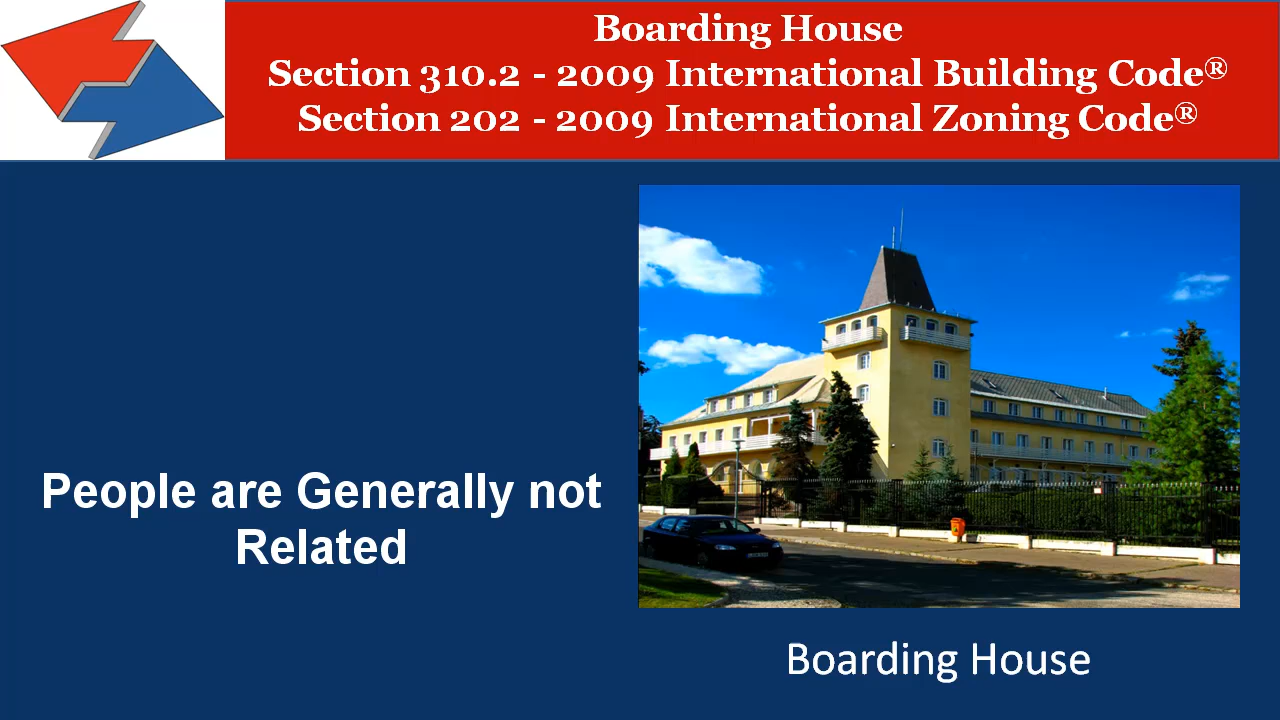 Boarding House
Section 310.2 - 2009 International Building Code®
Section 202 - 2009 International Zoning Code®
People are Generally not
Related
Boarding House